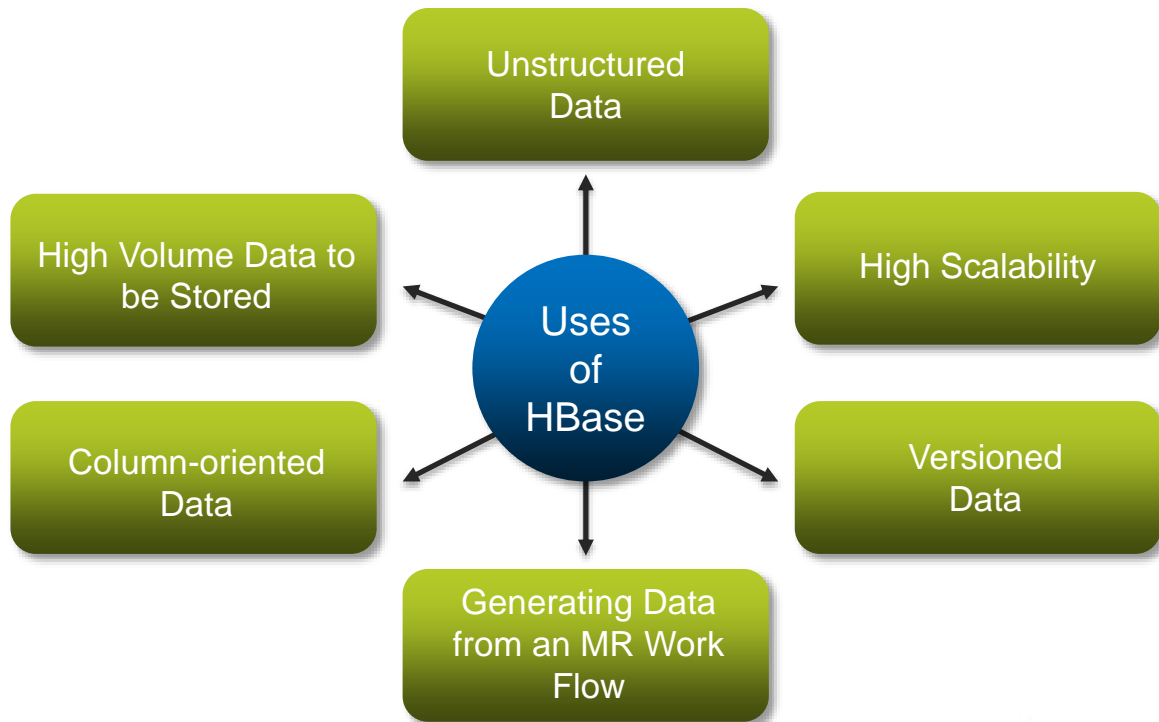 Unstructured
Data
High Volume Data to
be Stored
High Scalability
Uses
of
HBase
Column-oriented
Data
Versioned
Data
Generating Data
from an MR Work
Flow